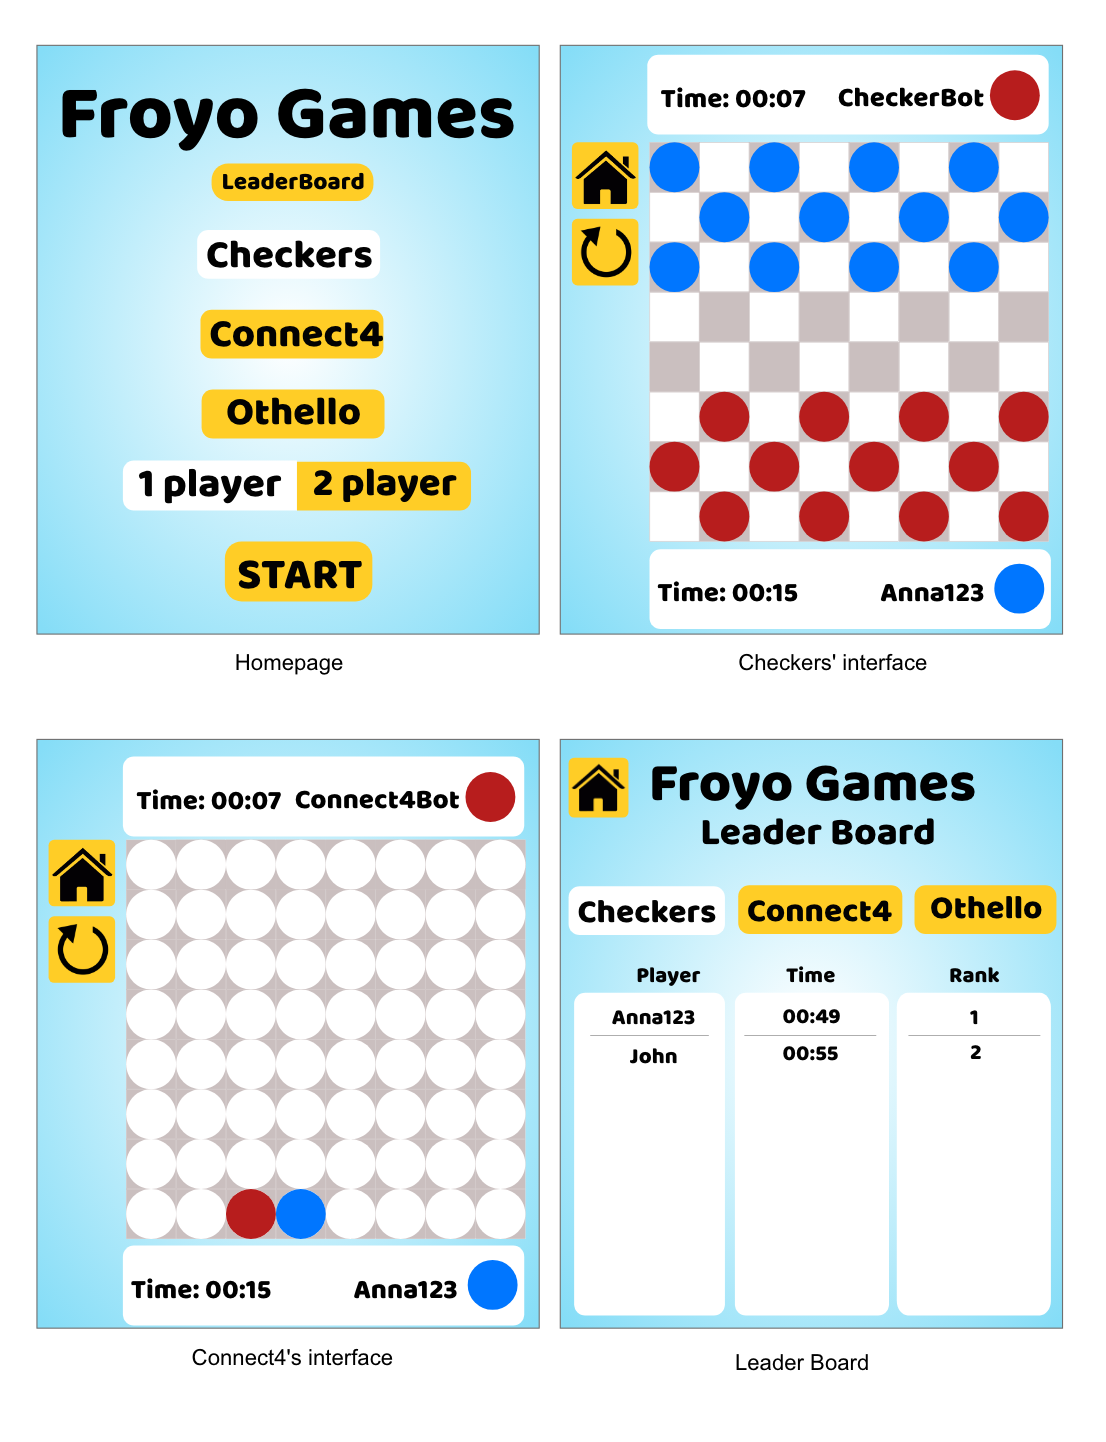 Froyo Games
LeaderBoard
Checkers
Connect4
Othello
1 player 2 player
START
Homepage
Time: 00:07 CheckerBot
Time: 00:15 Anna123
Checkers' interface
Time: 00:07 Connect4Bot
Time: 00:15 Anna123
Connect4's interface
Froyo Games
Leader Board
Checkers Connect4 Othello
Player Time Rank
Anna123 00:49 1
John 00:55 2
Leader Board